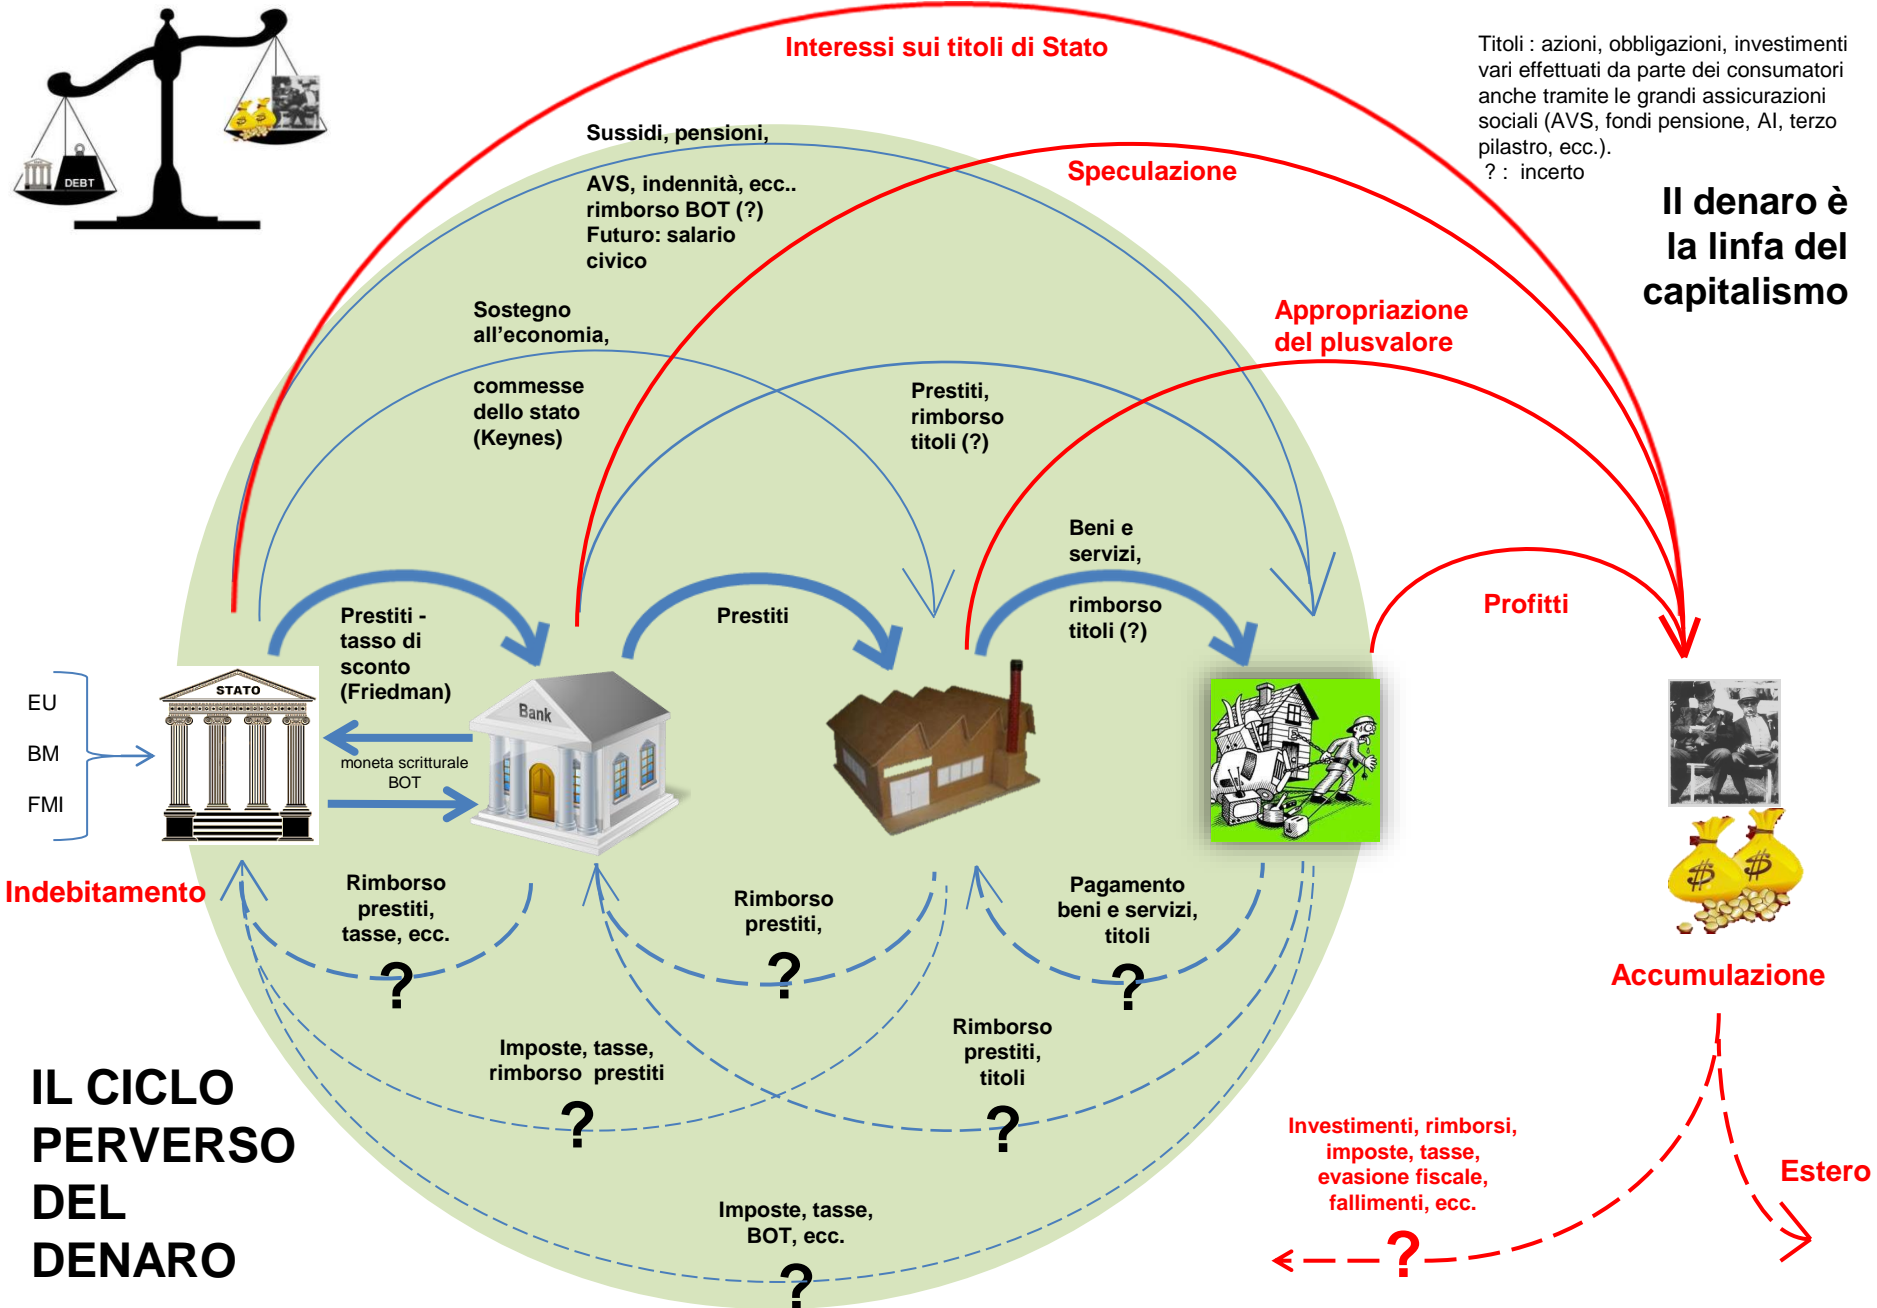 Interessi sui titoli di Stato
Titoli : azioni, obbligazioni, investimenti
vari effettuati da parte dei consumatori
anche tramite le grandi assicurazioni
sociali (AVS, fondi pensione, AI, terzo
pilastro, ecc.).
? : incerto
DEBT
Sussidi, pensioni,
AVS, indennità, ecc..
rimborso BOT (?)
Futuro: salario
civico
Speculazione
Il denaro è
la linfa del
capitalismo
Sostegno
all’economia,
commesse
dello stato
(Keynes)
Appropriazione
del plusvalore
Prestiti,
rimborso
titoli (?)
Beni e
servizi,
rimborso
titoli (?)
Prestiti -
tasso di
sconto
(Friedman)
Prestiti
Profitti
EU
BM
FMI
STATO
Bank
moneta scritturale
BOT
Indebitamento
Rimborso
prestiti,
tasse, ecc.
?
Rimborso
prestiti,
?
Pagamento
beni e servizi,
titoli
?
$
$
Accumulazione
Imposte, tasse,
rimborso prestiti
?
Rimborso
prestiti,
titoli
?
IL CICLO
PERVERSO
DEL
DENARO
Imposte, tasse,
BOT, ecc.
?
Investimenti, rimborsi,
imposte, tasse,
evasione fiscale,
fallimenti, ecc.
?
Estero